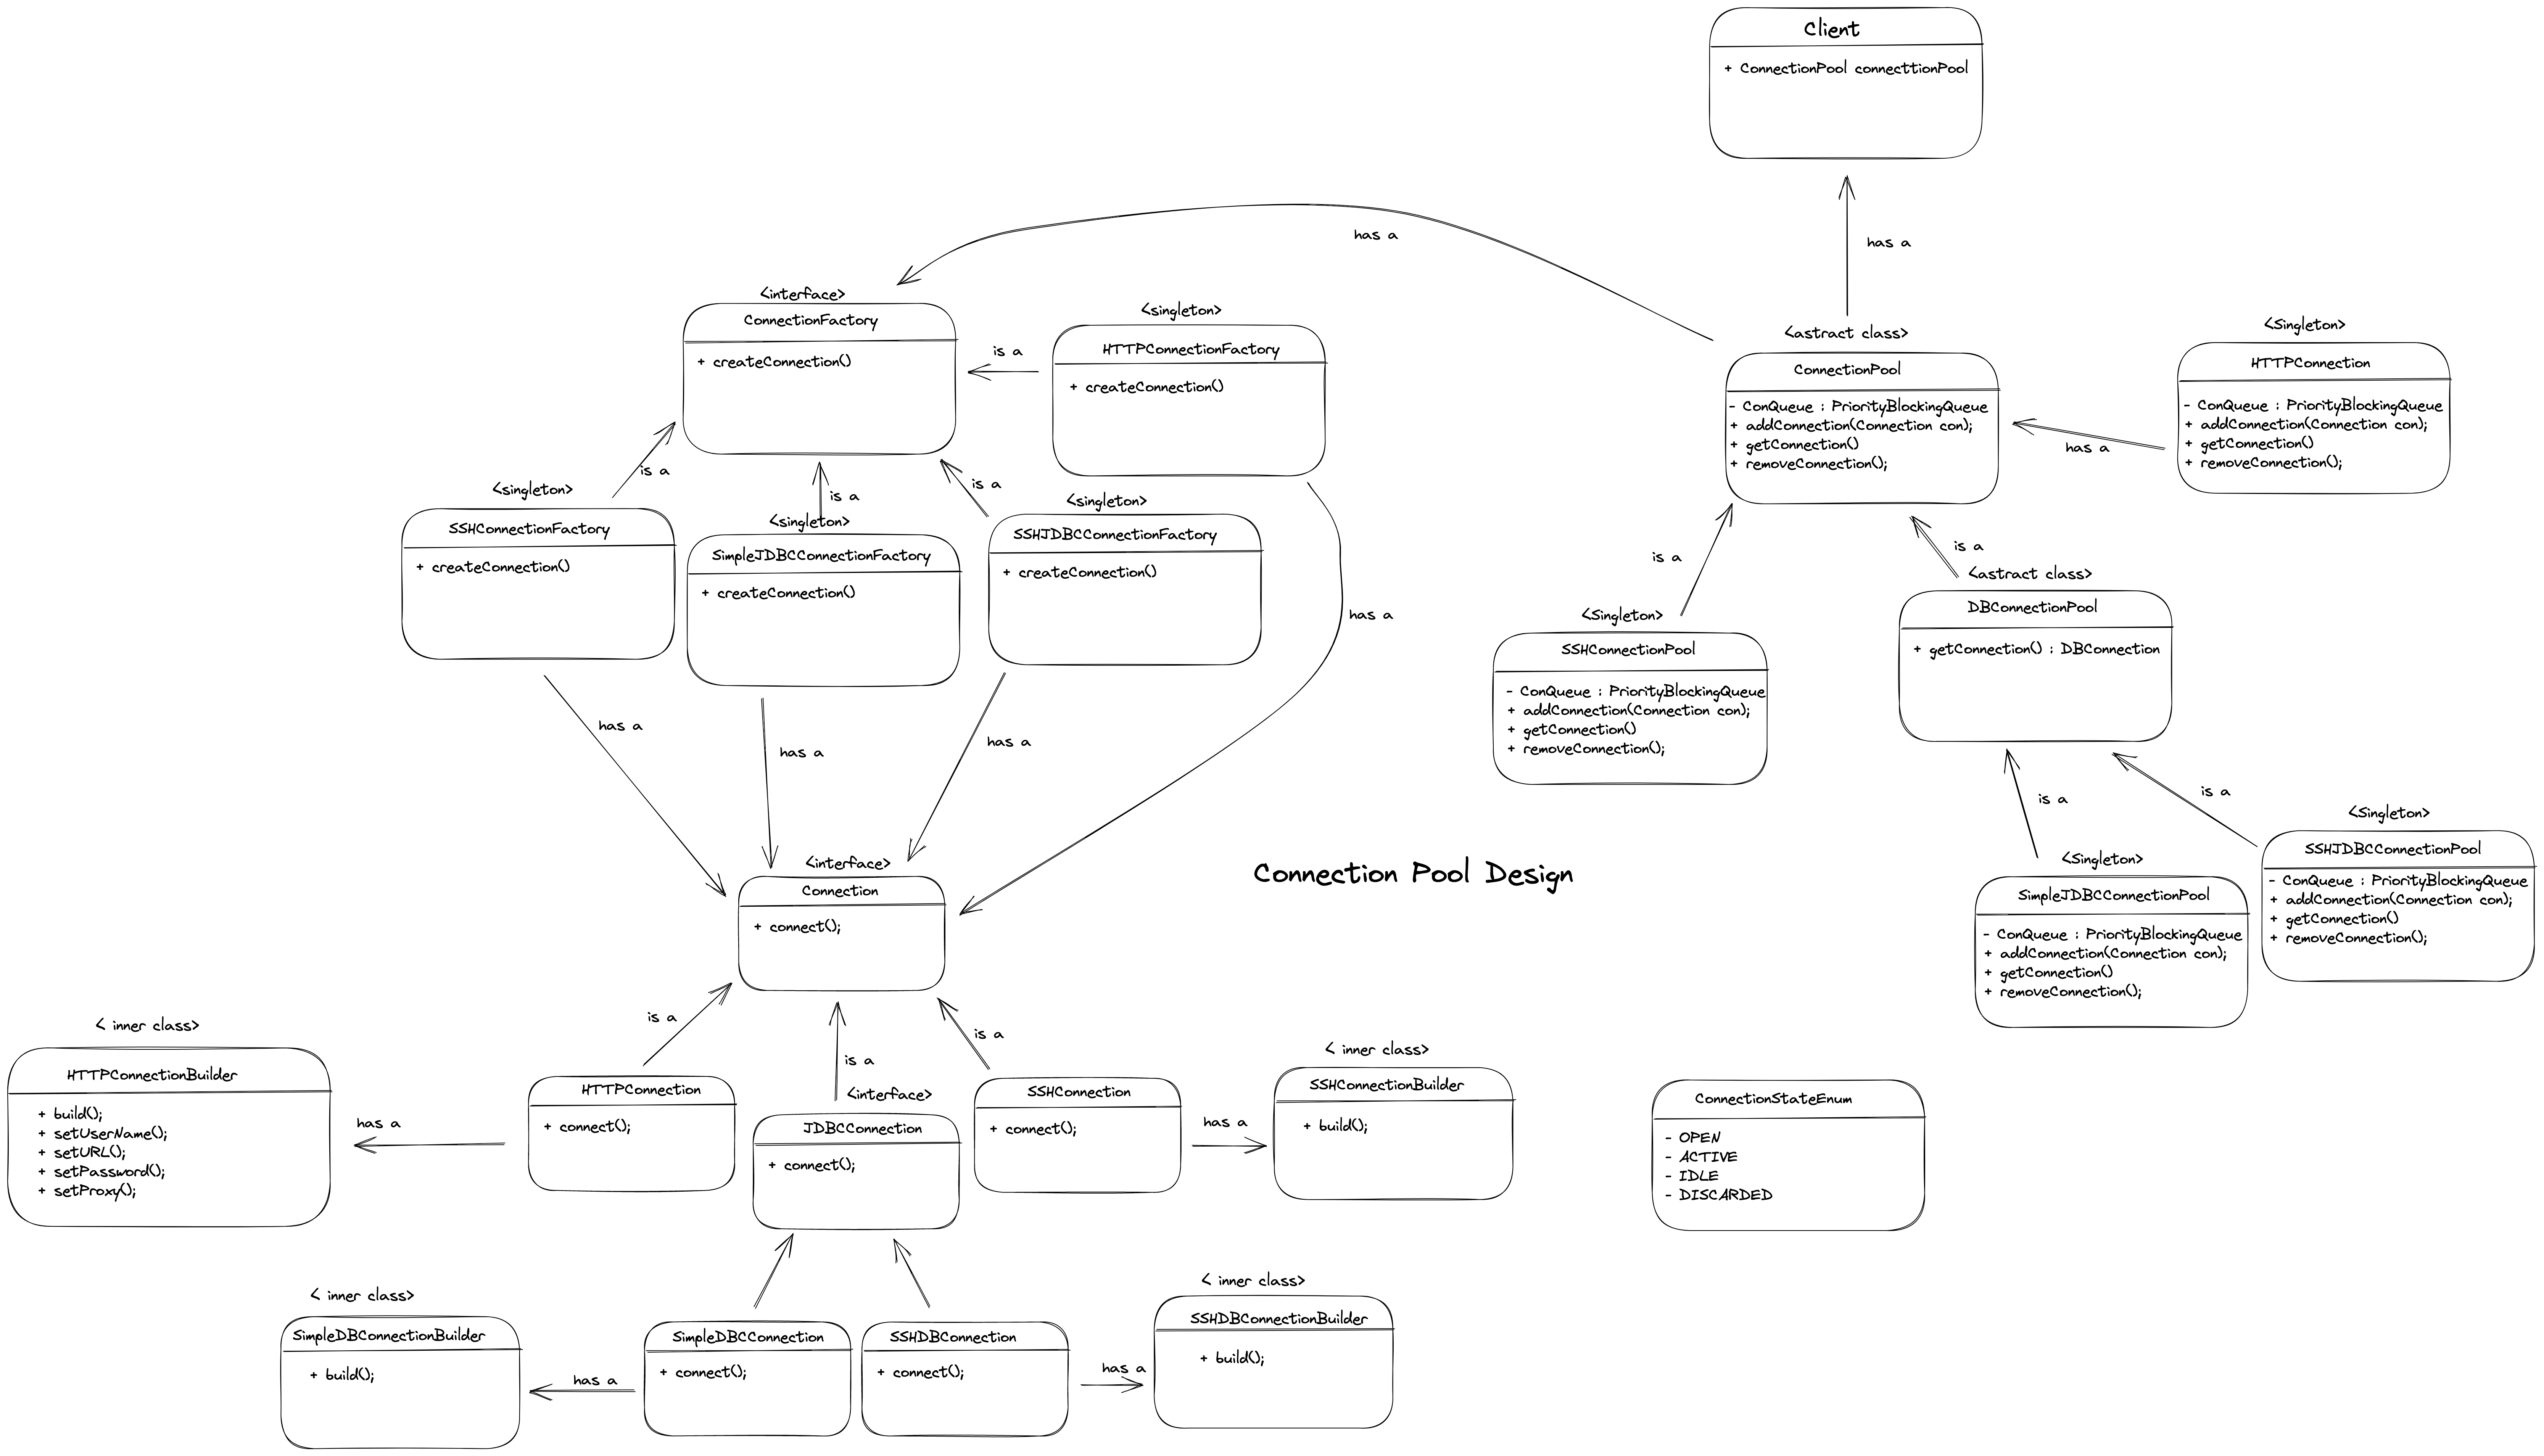 Client
+ ConnectionPool connecttionPool
has a
has a
<interface>
ConnectionFactory
+ createConnection()
is a
<singleton>
HTTPConnectionFactory
+ createConnection()
<astract class>
ConnectionPool
- ConQueue : PriorityBlockingQueue
+ addConnection(Connection con);
+ getConnection()
+ removeConnection();
<Singleton>
HTTPConnection
- ConQueue : PriorityBlockingQueue
+ addConnection(Connection con);
+ getConnection()
+ removeConnection();
has a
is a
is a
is a
<singleton>
SSHConnectionFactory
+ createConnection()
<singleton>
SimpleJDBCConnectionFactory
+ createConnection()
<singleton>
SSHJDBCConnectionFactory
+ createConnection()
has a
is a
is a
<Singleton>
SSHConnectionPool
- ConQueue : PriorityBlockingQueue
+ addConnection(Connection con);
+ getConnection()
+ removeConnection();
<astract class>
DBConnectionPool
+ getConnection() : DBConnection
has a
has a
has a
is a
is a
<Singleton>
SimpleJDBCConnectionPool
- ConQueue : PriorityBlockingQueue
+ addConnection(Connection con);
+ getConnection()
+ removeConnection();
<Singleton>
SSHJDBCConnectionPool
- ConQueue : PriorityBlockingQueue
+ addConnection(Connection con);
+ getConnection()
+ removeConnection();
<interface>
Connection
+ connect();
Connection Pool Design
is a
is a
is a
< inner class>
HTTPConnectionBuilder
+ build();
+ setUserName();
+ setURL();
+ setPassword();
+ setProxy();
has a
HTTPConnection
+ connect();
<interface>
JDBCConnection
+ connect();
SSHConnection
+ connect();
has a
< inner class>
SSHConnectionBuilder
+ build();
ConnectionStateEnum
- OPEN
- ACTIVE
- IDLE
- DISCARDED
< inner class>
SimpleDBConnectionBuilder
+ build();
has a
SimpleDBCConnection
+ connect();
SSHDBConnection
+ connect();
has a
< inner class>
SSHDBConnectionBuilder
+ build();